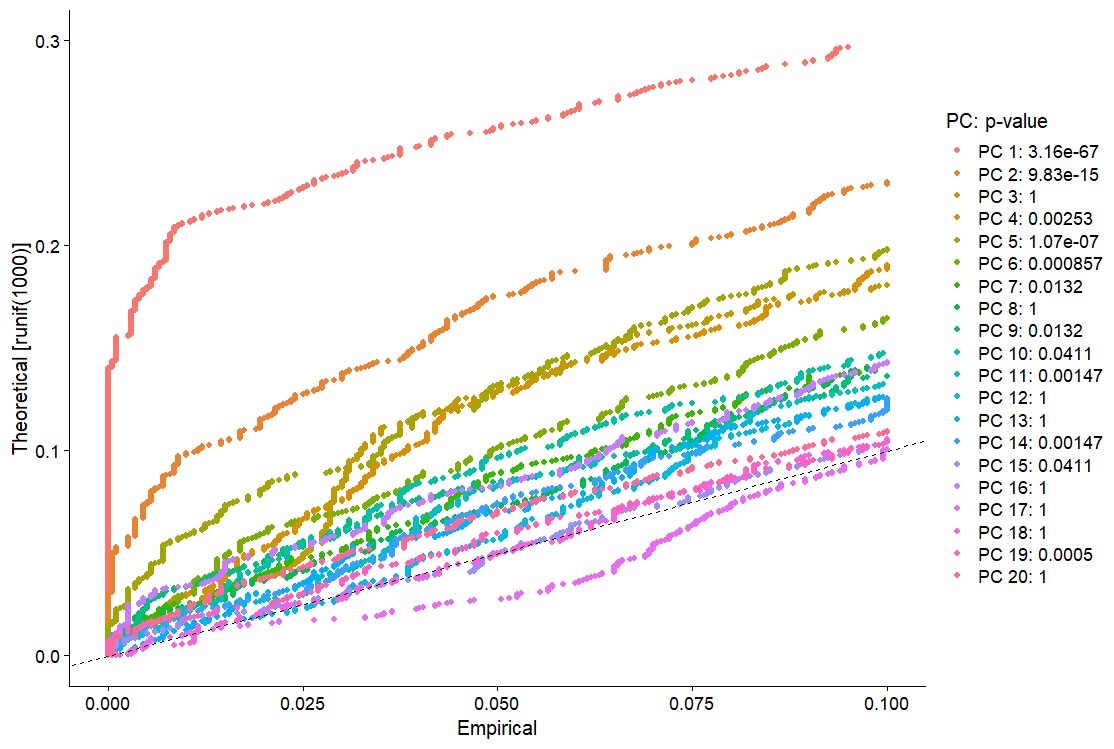 0.3
0.2
0.1
0.0
Theoretical [runif(1000)]
0.000 0.025 0.050 0.075 0.100
Empirical
PC: p-value
PC 1: 3.16e-67
PC 2: 9.83e-15
PC 3: 1
PC 4: 0.00253
PC 5: 1.07e-07
PC 6: 0.000857
PC 7: 0.0132
PC 8: 1
PC 9: 0.0132
PC 10: 0.0411
PC 11: 0.00147
PC 12: 1
PC 13: 1
PC 14: 0.00147
PC 15: 0.0411
PC 16: 1
PC 17: 1
PC 18: 1
PC 19: 0.0005
PC 20: 1